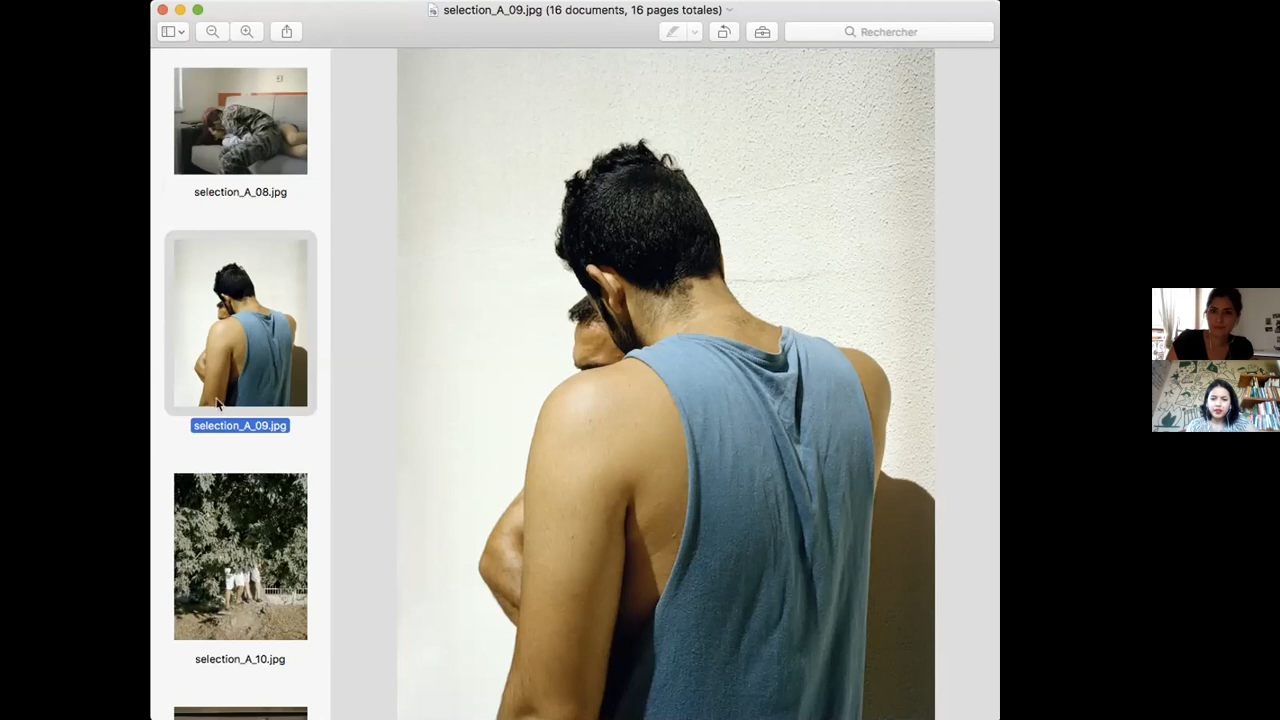 selection_A_09.jpg (16 documents, 16 pages totales)
Rechercher
selection_A_08.jpg
selection_A_09.jpg
selection_A_10.jpg